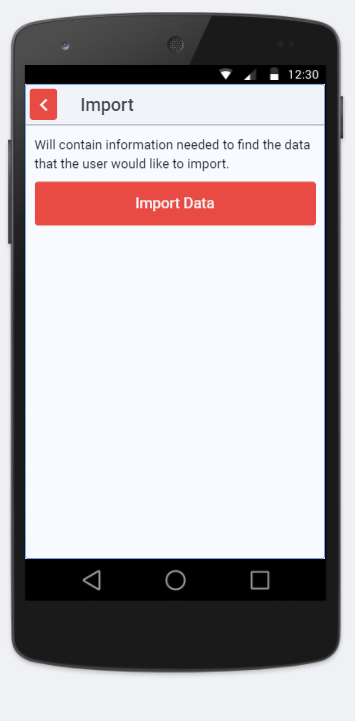 12:30
Import
Will contain information needed to find the data
that the user would like to import.
Import Data